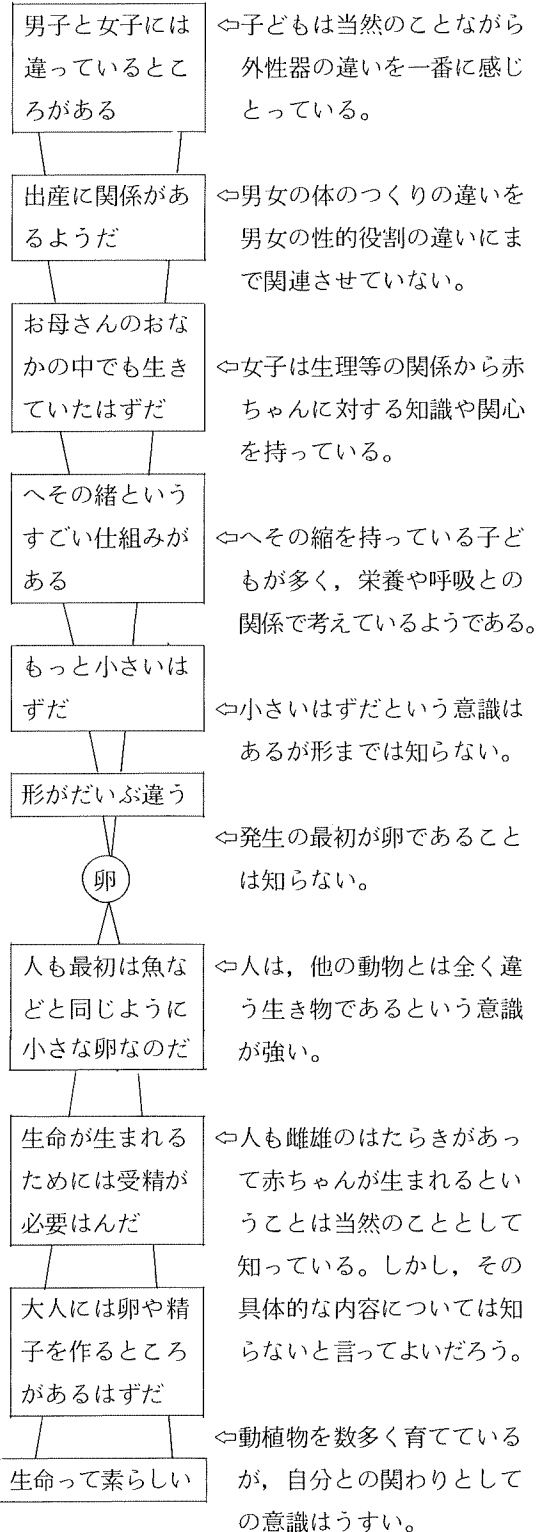 男子と女子には
違っているとこ
ろがある
⇦子どもは当然のことながら
外性器の違いを一番に感じ
とっている。
出産に関係があ
るようだ
⇦男女の体のつくりの違いを
男女の性的役割の違いにま
で関連させていない。
お母さんのおな
かの中でも生き
ていたはずだ
⇦女子は生理等の関係から赤
ちゃんに対する知識や関心
を持っている。
へその緒という
すごい仕組みが
ある
⇦へその縮を持っている子ど
もが多く，栄養や呼吸との
関係で考えているようである。
もっと小さいは
ずだ
⇦小さいはずだという意識は
あるが形までは知らない。
形がだいぶ違う
⇦発生の最初が卵であること
は知らない。
卵
人も最初は魚な
どと同じように
小さな卵なのだ
⇦人は，他の動物とは全く違
う生き物であるという意識
が強い。
生命が生まれる
ためには受精が
必要はんだ
⇦人も雌雄のはたらきがあっ
て赤ちゃんが生まれるとい
うことは当然のこととして
知っている。しかし，その
具体的な内容については知
らないと言ってよいだろう。
大人には卵や精
子を作るところ
があるはずだ
⇦動植物を数多く育てている
が，自分との関わりとして
の意識はうすい。
生命って素らしい